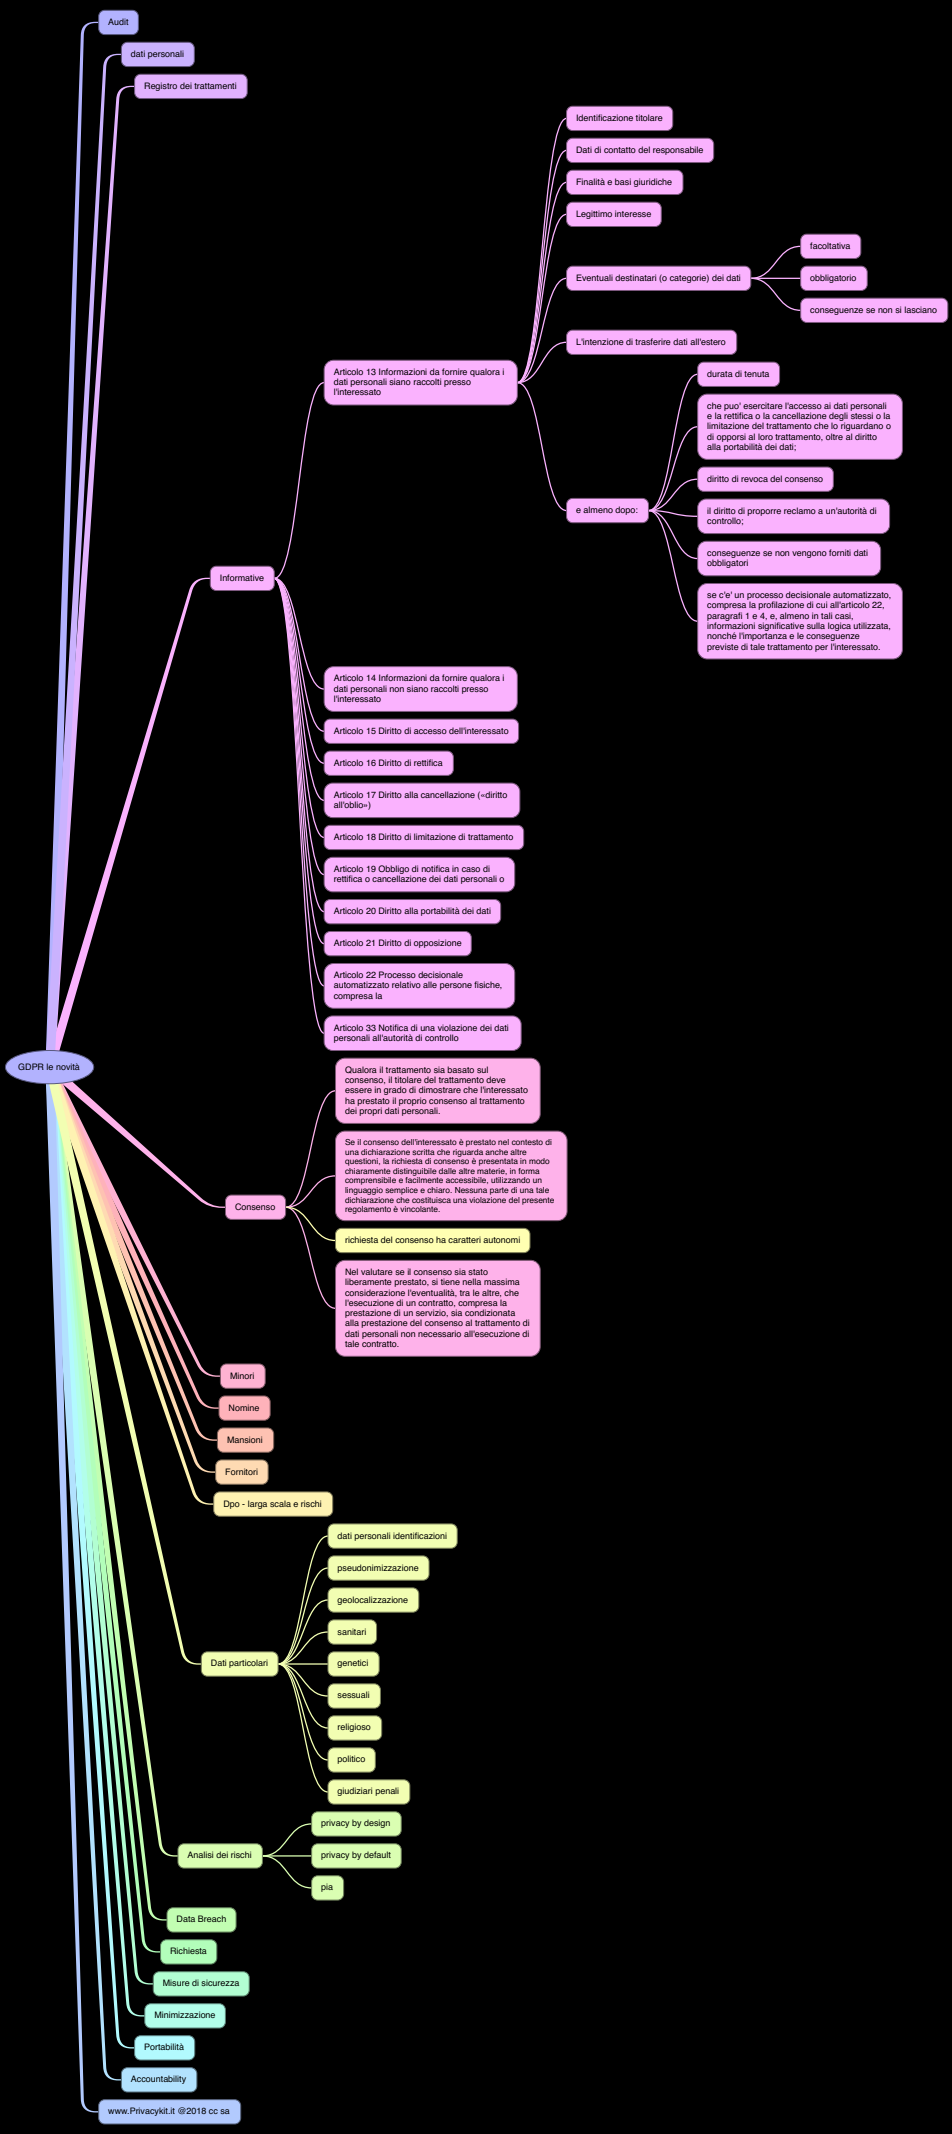 Audit
dati personali
Registro dei trattamenti
Identificazione titolare
Dati di contatto del responsabile
Finalità e basi giuridiche
Legittimo interesse
facoltativa
Eventuali destinatari (o categorie) dei dati
obbligatorio
conseguenze se non si lasciano
L'intenzione di trasferire dati all'estero
Articolo 13 Informazioni da fornire qualora i
dati personali siano raccolti presso
l'interessato
durata di tenuta
che puo' esercitare l'accesso ai dati personali
e la rettifica o la cancellazione degli stessi o la
limitazione del trattamento che lo riguardano o
di opporsi al loro trattamento, oltre al diritto
alla portabilità dei dati;
diritto di revoca del consenso
e almeno dopo:
il diritto di proporre reclamo a un'autorità di
controllo;
conseguenze se non vengono forniti dati
obbligatori
se c'e' un processo decisionale automatizzato,
compresa la profilazione di cui all'articolo 22,
paragrafi 1 e 4, e, almeno in tali casi,
informazioni significative sulla logica utilizzata,
nonché l'importanza e le conseguenze
previste di tale trattamento per l'interessato.
Informative
Articolo 14 Informazioni da fornire qualora i
dati personali non siano raccolti presso
l'interessato
Articolo 15 Diritto di accesso dell'interessato
Articolo 16 Diritto di rettifica
Articolo 17 Diritto alla cancellazione («diritto
all'oblio»)
Articolo 18 Diritto di limitazione di trattamento
Articolo 19 Obbligo di notifica in caso di
rettifica o cancellazione dei dati personali o
Articolo 20 Diritto alla portabilità dei dati
Articolo 21 Diritto di opposizione
Articolo 22 Processo decisionale
automatizzato relativo alle persone fisiche,
compresa la
Articolo 33 Notifica di una violazione dei dati
personali all'autorità di controllo
GDPR le novità
Qualora il trattamento sia basato sul
consenso, il titolare del trattamento deve
essere in grado di dimostrare che l'interessato
ha prestato il proprio consenso al trattamento
dei propri dati personali.
Se il consenso dell'interessato è prestato nel contesto di
una dichiarazione scritta che riguarda anche altre
questioni, la richiesta di consenso è presentata in modo
chiaramente distinguibile dalle altre materie, in forma
comprensibile e facilmente accessibile, utilizzando un
linguaggio semplice e chiaro. Nessuna parte di una tale
dichiarazione che costituisca una violazione del presente
regolamento è vincolante.
Consenso
richiesta del consenso ha caratteri autonomi
Nel valutare se il consenso sia stato
liberamente prestato, si tiene nella massima
considerazione l'eventualità, tra le altre, che
l'esecuzione di un contratto, compresa la
prestazione di un servizio, sia condizionata
alla prestazione del consenso al trattamento di
dati personali non necessario all'esecuzione di
tale contratto.
Minori
Nomine
Mansioni
Fornitori
Dpo - larga scala e rischi
dati personali identificazioni
pseudonimizzazione
geolocalizzazione
sanitari
Dati particolari
genetici
sessuali
religioso
politico
giudiziari penali
privacy by design
Analisi dei rischi
privacy by default
pia
Data Breach
Richiesta
Misure di sicurezza
Minimizzazione
Portabilità
Accountability
www.Privacykit.it @2018 cc sa